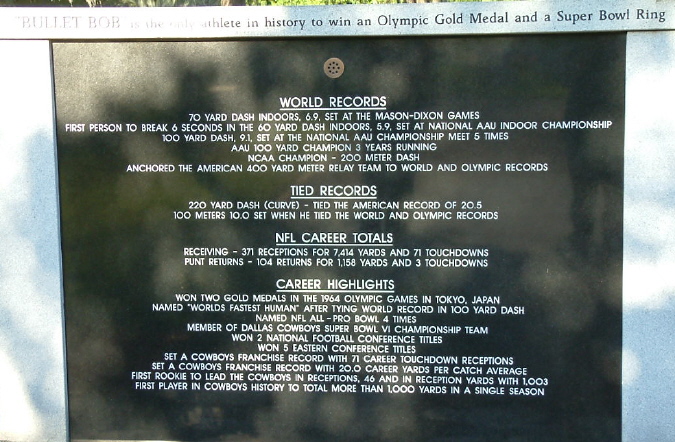 "BULLET BOB" is the only athlete in history to win an Olympic Gold Medal and a Super Bowl Ring
WORLD RECORDS
70 YARD DASH INDOORS, 6.9, SET AT THE MASON-DIXON GAMES
FIRST PERSON TO BREAK 6 SECONDS IN THE 60 YARD DASH INDOORS, 5.9, SET AT NATIONAL AAU INDOOR CHAMPIONSHIP
100 YARD DASH, 9.1, SET AT THE NATIONAL AAU CHAMPIONSHIP MEET 5 TIMES
AAU 100 YARD CHAMPION 3 YEARS RUNNING
NCAA CHAMPION - 200 METER DASH
ANCHORED THE AMERICAN 400 YARD METER RELAY TEAM TO WORLD AND OLYMPIC RECORDS
TIED RECORDS
220 YARD DASH (CURVE) - TIED THE AMERICAN RECORD OF 20.5
100 METERS 10.0 SET WHEN HE TIED THE WORLD AND OLYMPIC RECORDS
NFL CAREER TOTALS
RECEIVING - 371 RECEPTIONS FOR 7,414 YARDS AND 71 TOUCHDOWNS
PUNT RETURNS - 104 RETURNS FOR 1,158 YARDS AND 3 TOUCHDOWNS
CAREER HIGHLIGHTS
WON TWO GOLD MEDALS IN THE 1964 OLYMPIC GAMES IN TOKYO, JAPAN
NAMED "WORLDS FASTEST HUMAN" AFTER TYING WORLD RECORD IN 100 YARD DASH
NAMED NFL ALL-PRO BOWL 4 TIMES
MEMBER OF DALLAS COWBOYS SUPER BOWL VI CHAMPIONSHIP TEAM
WON 2 NATIONAL FOOTBALL CONFERENCE TITLES
WON 5 EASTERN CONFERENCE TITLES
SET A COWBOYS FRANCHISE RECORD WITH 71 CAREER TOUCHDOWN RECEPTIONS
SET A COWBOYS FRANCHISE RECORD WITH 20.0 CAREER YARDS PER CATCH AVERAGE
FIRST ROOKIE TO LEAD THE COWBOYS IN RECEPTIONS, 46 AND IN RECEPTION YARDS WITH 1,003
FIRST PLAYER IN COWBOYS HISTORY TO TOTAL MORE THAN 1,000 YARDS IN A SINGLE SEASON